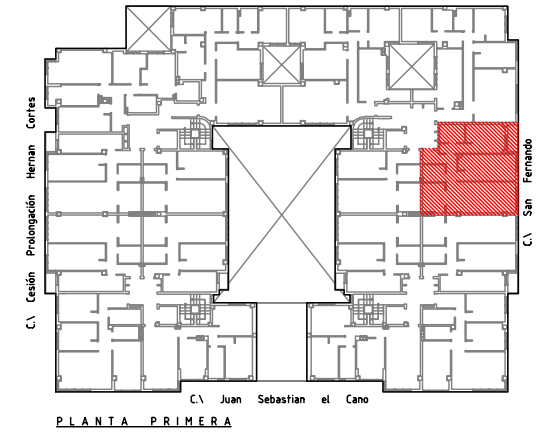 C.\ Cesión Prolongación Hernan Cortes
C.\ San Fernando
C.\ Juan Sebastian el Cano
PLANTA PRIMERA